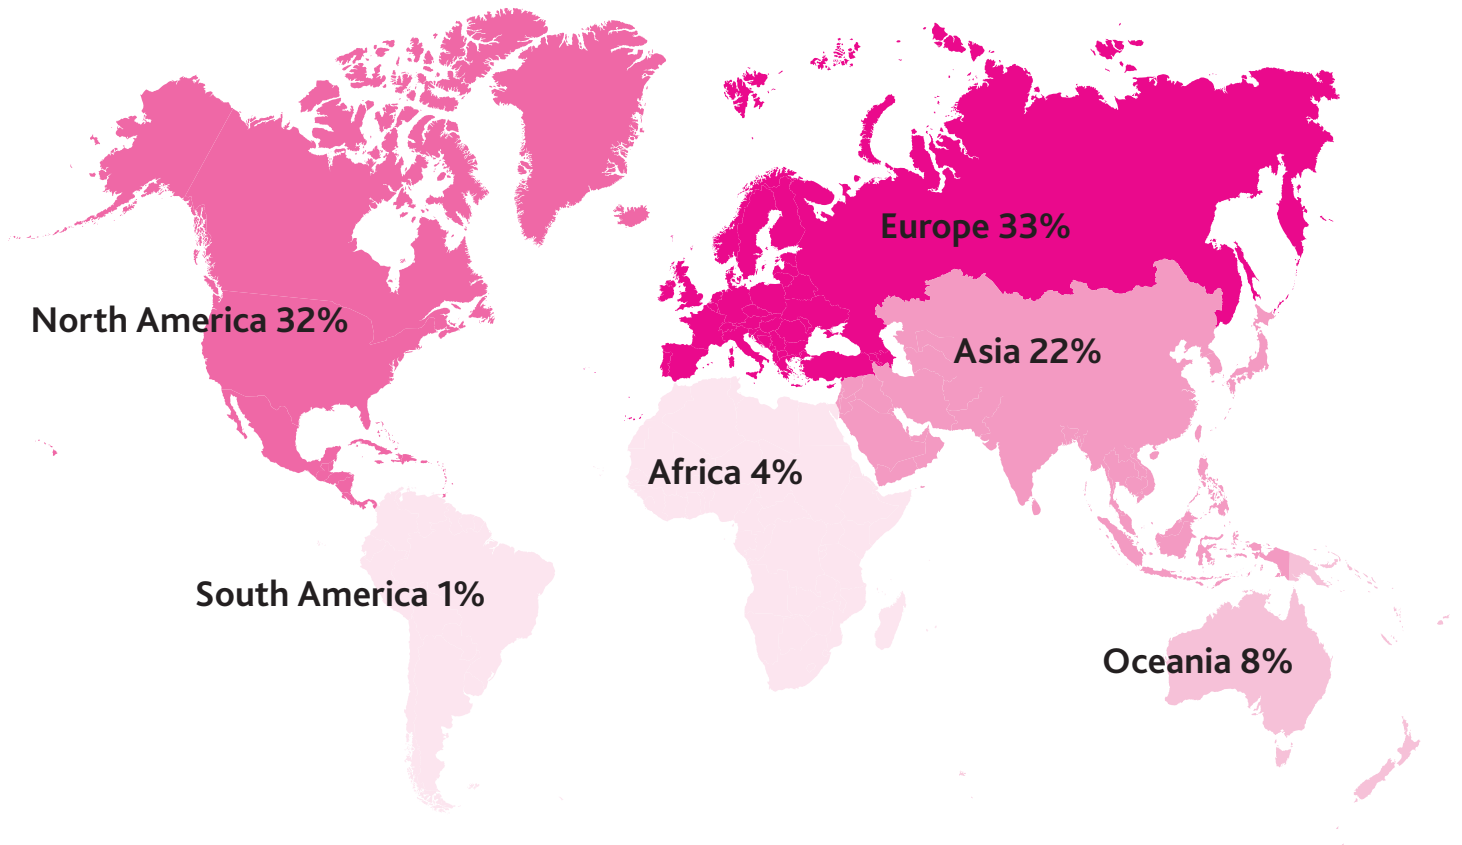 Europe 33%
North America 32%
Asia 22%
Africa 4%
South America 1%
Oceania 8%